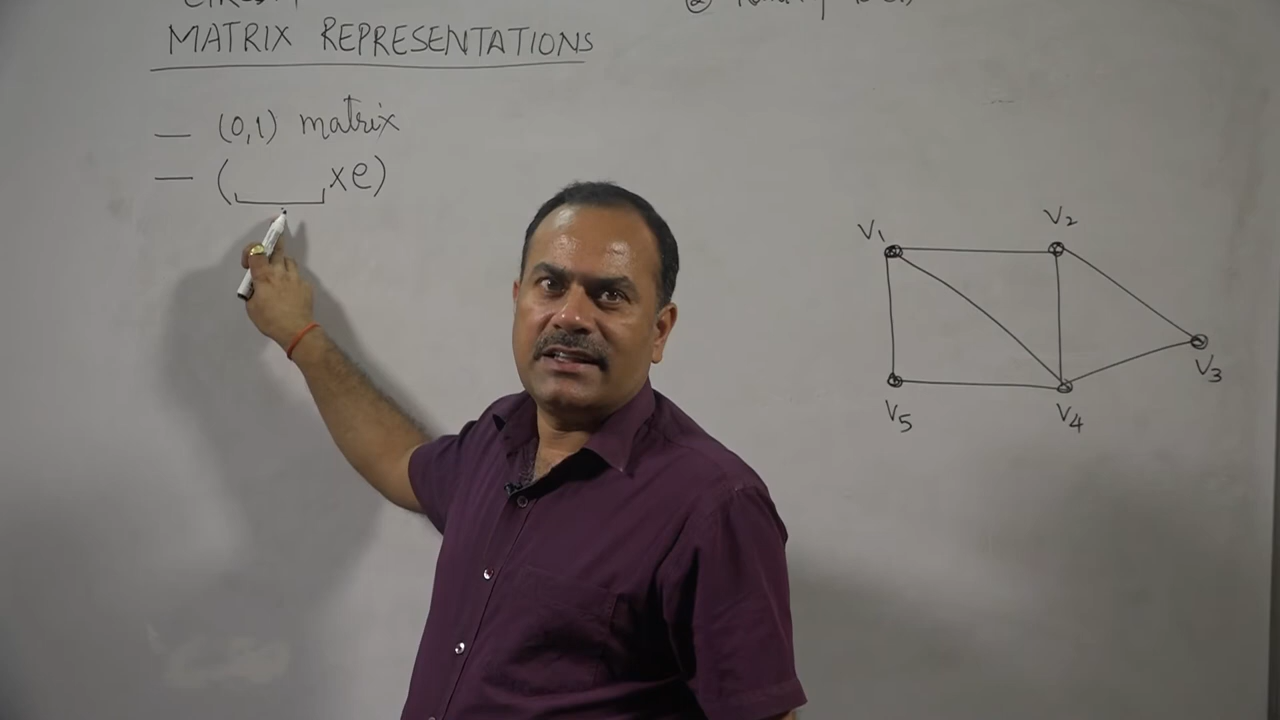 MATRIX REPRESENTATIONS
— (0,1) matrix
— ( xe)
V1
V2
V3
V5
V4